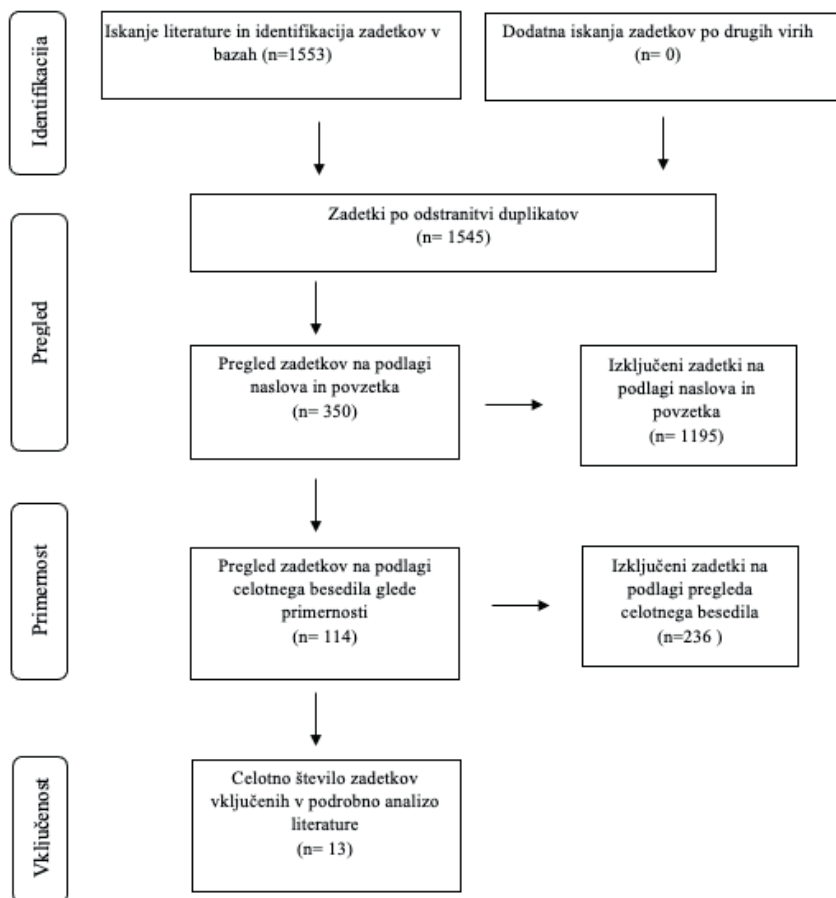 Identifikacija
Iskanje literature in identifikacija zadetkov v
bazah (n=1553)
Dodatna iskanja zadetkov po drugih virih
(n= 0)
Pregled
Zadetki po odstranitvi duplikatov
(n= 1545)
Pregled zadetkov na podlagi
naslova in povzetka
(n= 350)
Izključeni zadetki na
podlagi naslova in
povzetka
(n= 1195)
Primernost
Pregled zadetkov na podlagi
celotnega besedila glede
primernosti
(n= 114)
Izključeni zadetki na
podlagi pregleda
celotnega besedila
(n=236 )
Vključenost
Celotno število zadetkov
vključenih v podrobno analizo
literature
(n= 13)